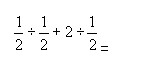 1/2 ÷ 1/2 + 2 ÷ 1/2 =